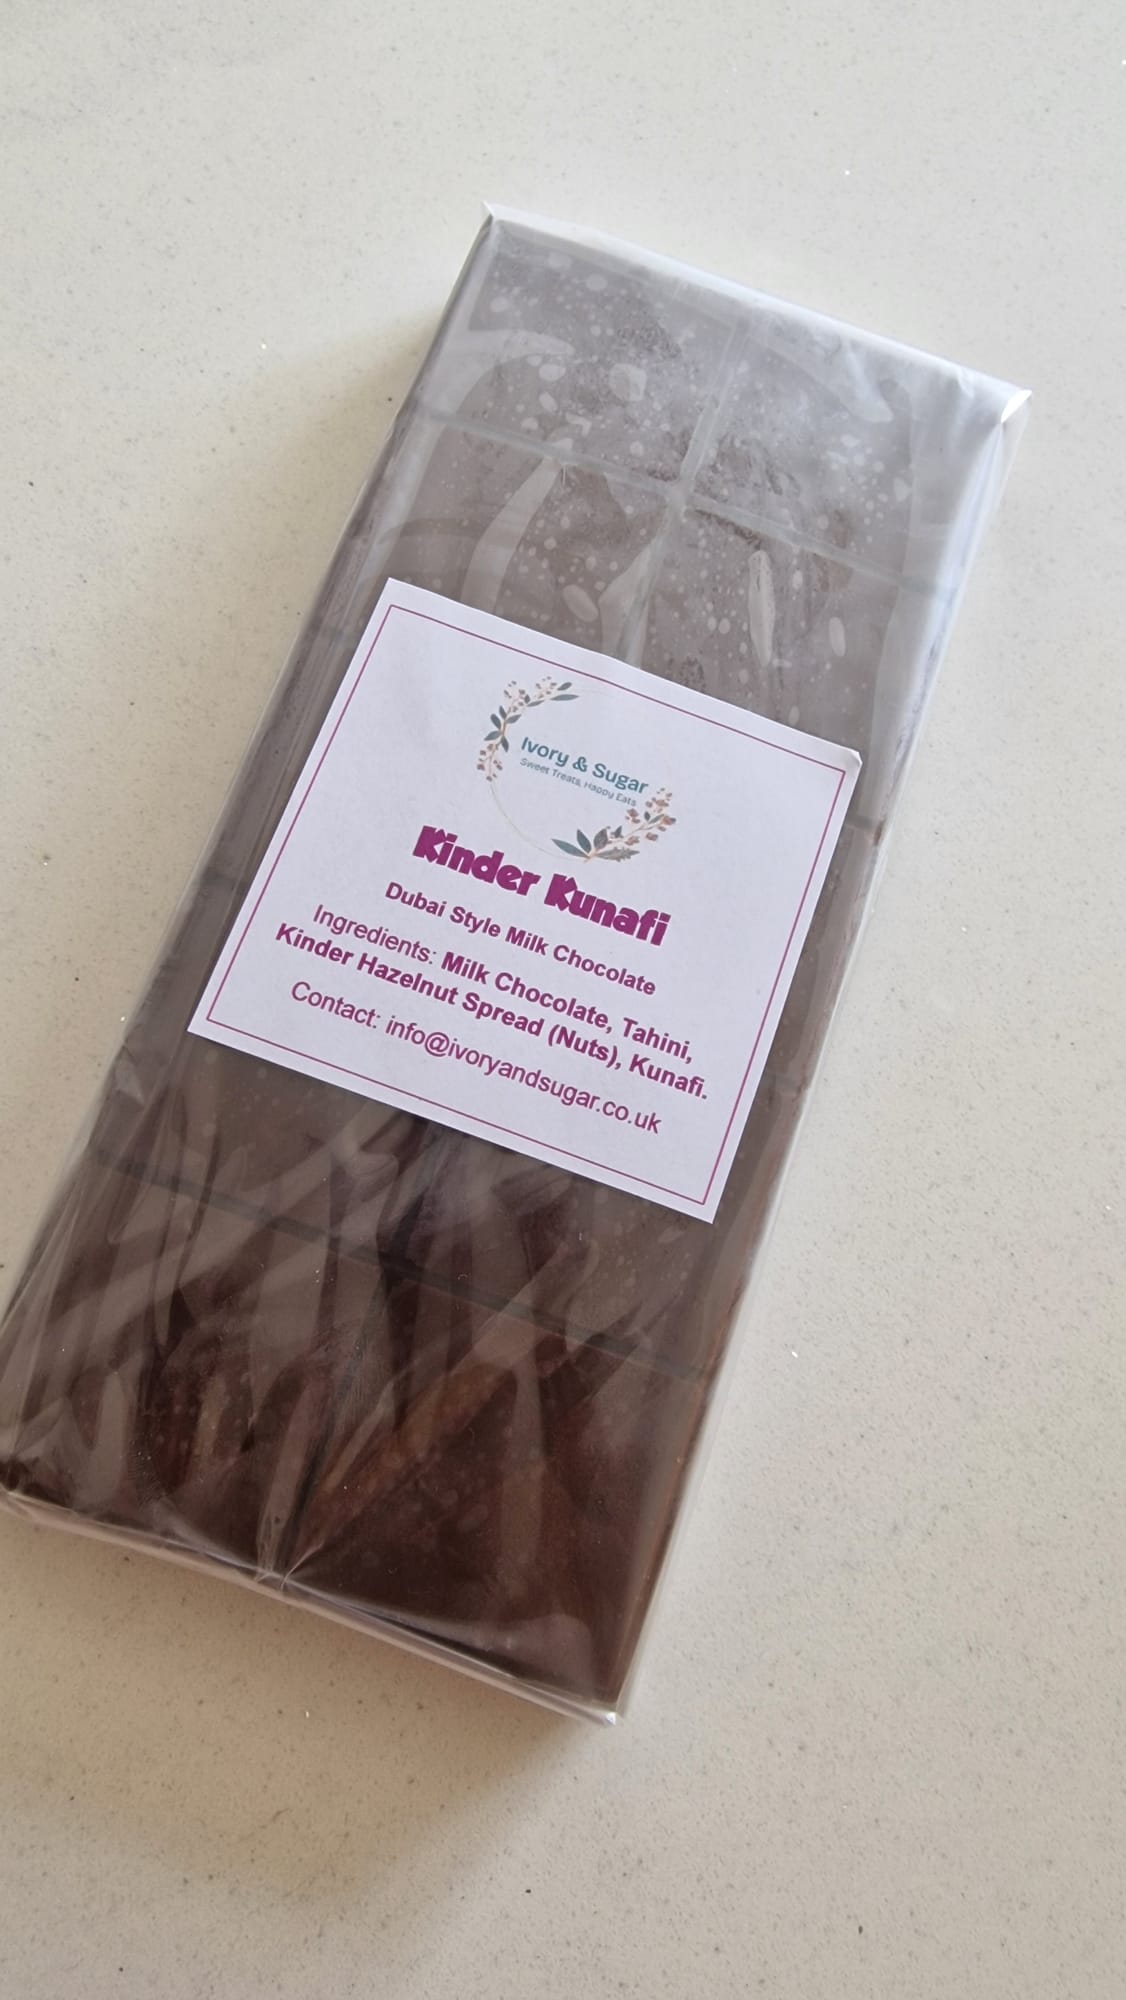 Ivory & Sugar
Sweet Treats, Happy Eats
Kinder Kunafi
Dubai Style Milk Chocolate
Ingredients: Milk Chocolate, Tahini,
Kinder Hazelnut Spread (Nuts), Kunafi.
Contact: info@ivoryandsugar.co.uk